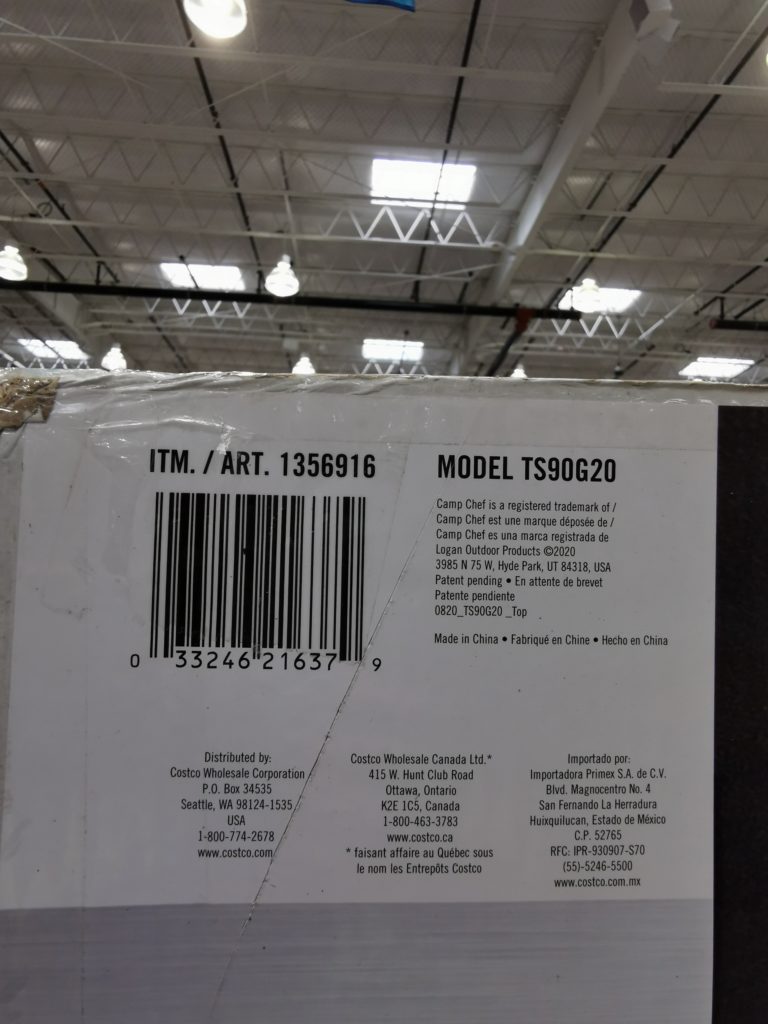 ITM. / ART. 1356916
0 33246 21637 9
MODEL TS90G20
Camp Chef is a registered trademark of /
Camp Chef est une marque déposée de /
Camp Chef es una marca registrada de
Logan Outdoor Products ©2020
3985 N 75 W, Hyde Park, UT 84318, USA
Patent pending • En attente de brevet
Patente pendiente
0820_TS90G20 _Top
Made in China • Fabriqué en Chine • Hecho en China
Distributed by:
Costco Wholesale Corporation
P.O. Box 34535
Seattle, WA 98124-1535
USA
1-800-774-2678
www.costco.com
Costco Wholesale Canada Ltd.*
415 W. Hunt Club Road
Ottawa, Ontario
K2E 1C5, Canada
1-800-463-3783
www.costco.ca
* faisant affaire au Québec sous
le nom les Entrepôts Costco
Importado por:
Importadora Primex S.A. de C.V.
Blvd. Magnocentro No. 4
San Fernando La Herradura
Huixquilucan, Estado de México
C.P. 52765
RFC: IPR-930907-S70
(55)-5246-5500
www.costco.com.mx